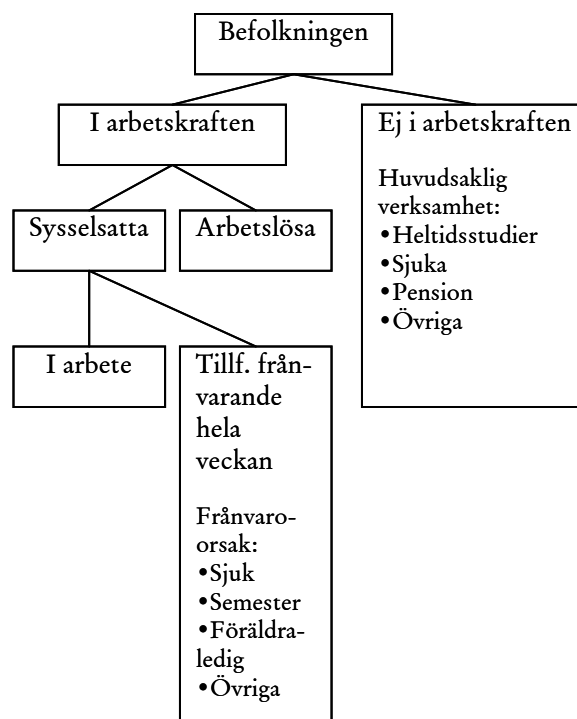 Befolkningen
I arbetskraften
Ej i arbetskraften
Huvudsaklig
verksamhet:
•Heltidsstudier
•Sjuka
•Pension
•Övriga
Sysselsatta
Arbetslösa
I arbete
Tillf. från-
varande
hela
veckan
Frånvaro-
orsak:
•Sjuk
•Semester
•Föräldra-
ledig
•Övriga